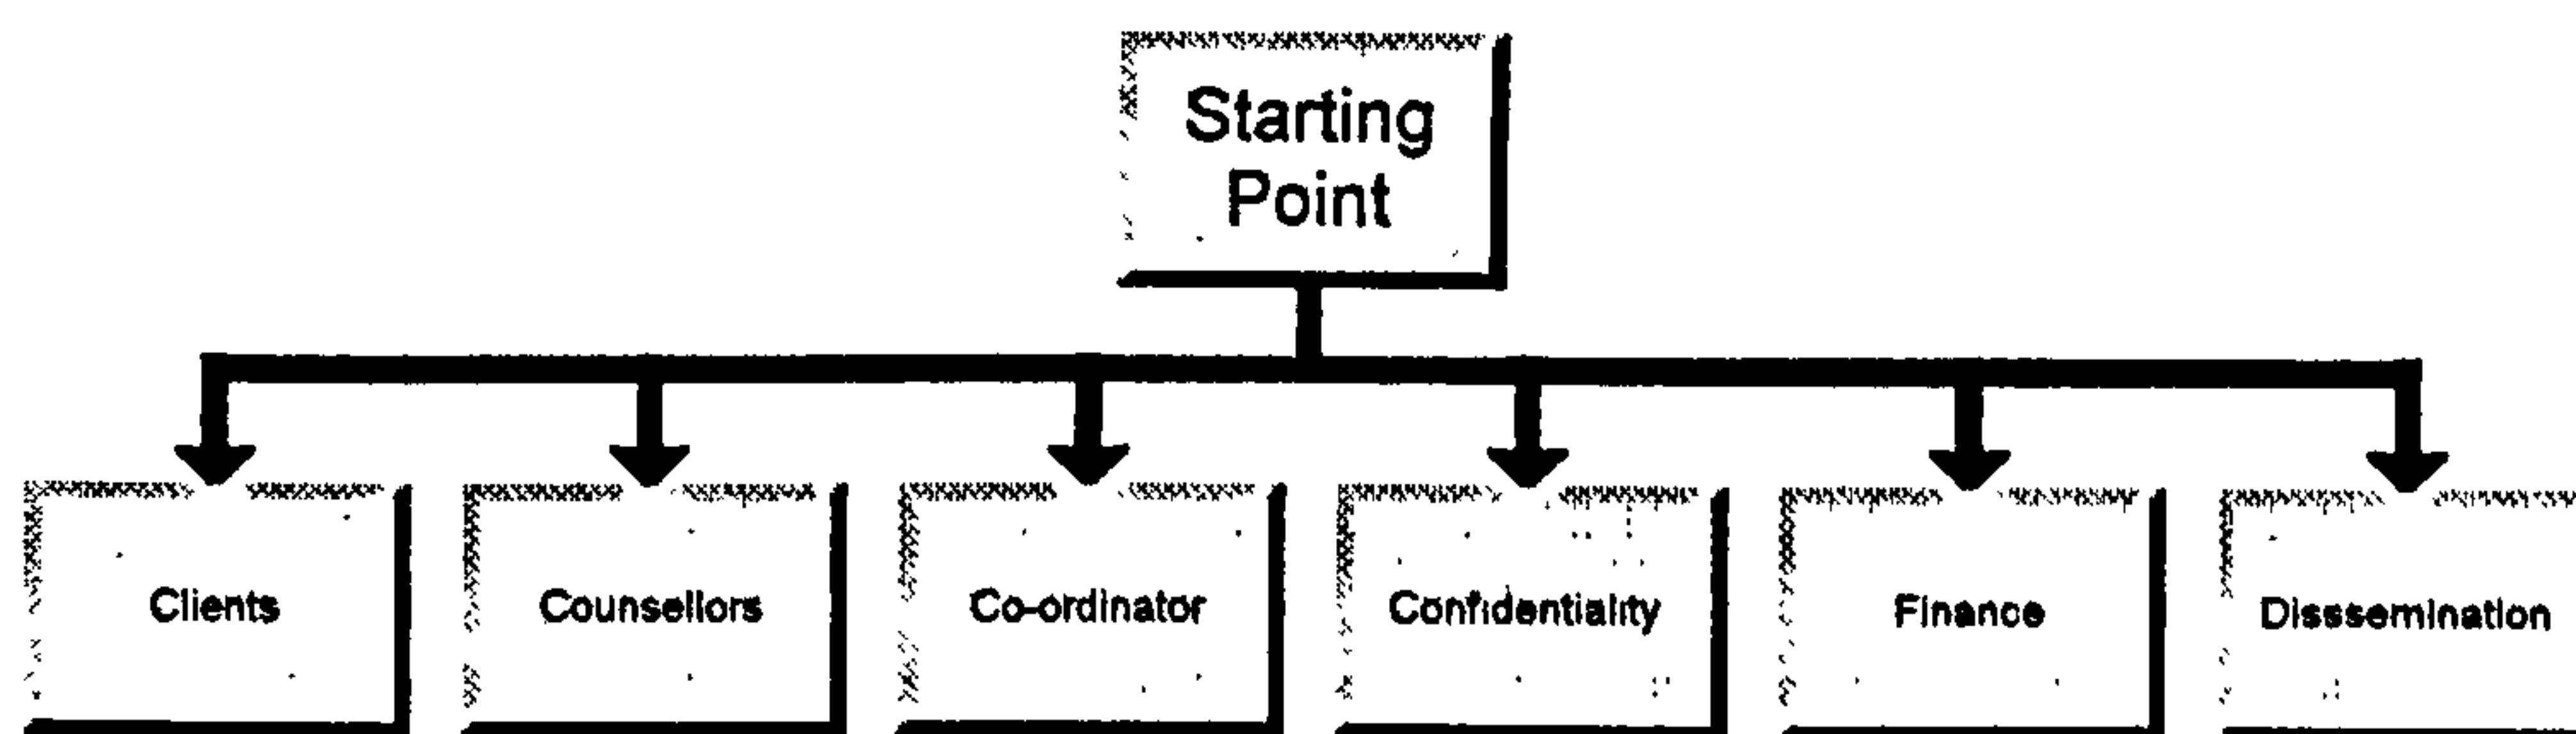 Starting
Point
Clients
Counsellors
Co-ordinator
Confidentiality
Finance
Disssemination